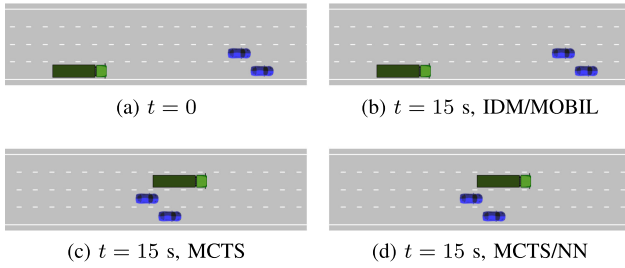 (a) t = 0
(b) t = 15 s, IDM/MOBIL
(c) t = 15 s, MCTS
(d) t = 15 s, MCTS/NN